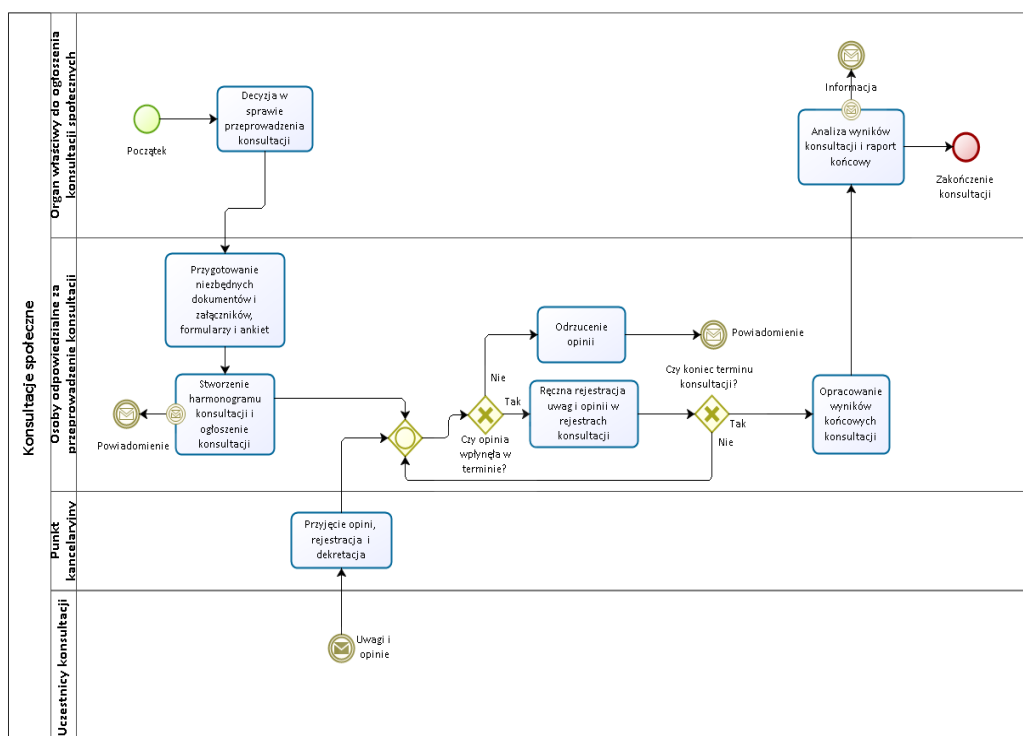 Konsultacje społeczne
Organ właściwy do ogłoszenia
konsultacji społecznych
Początek
Decyzja w
sprawie
przeprowadzenia
konsultacji
Informacja
Analiza wyników
konsultacji i raport
końcowy
Zakończenie
konsultacji
Osoby odpowiedzialne za
przeprowadzenie konsultacji
Przygotowanie
niezbędnych
dokumentów i
załączników,
formularzy i ankiet
Stworzenie
harmonogramu
konsultacji i
ogłoszenie
konsultacji
Powiadomienie
Czy opinia
wpłynęła w
terminie?
Nie
Tak
Odrzucenie
opinii
Powiadomienie
Ręczna rejestracja
uwag i opinii w
rejestrach
konsultacji
Czy koniec terminu
konsultacji?
Tak
Nie
Opracowanie
wyników
końcowych
konsultacji
Punkt
kancelaryjny
Przyjęcie opini,
rejestracja i
dekretacja
Uczestnicy konsultacji
Uwagi i
opinie